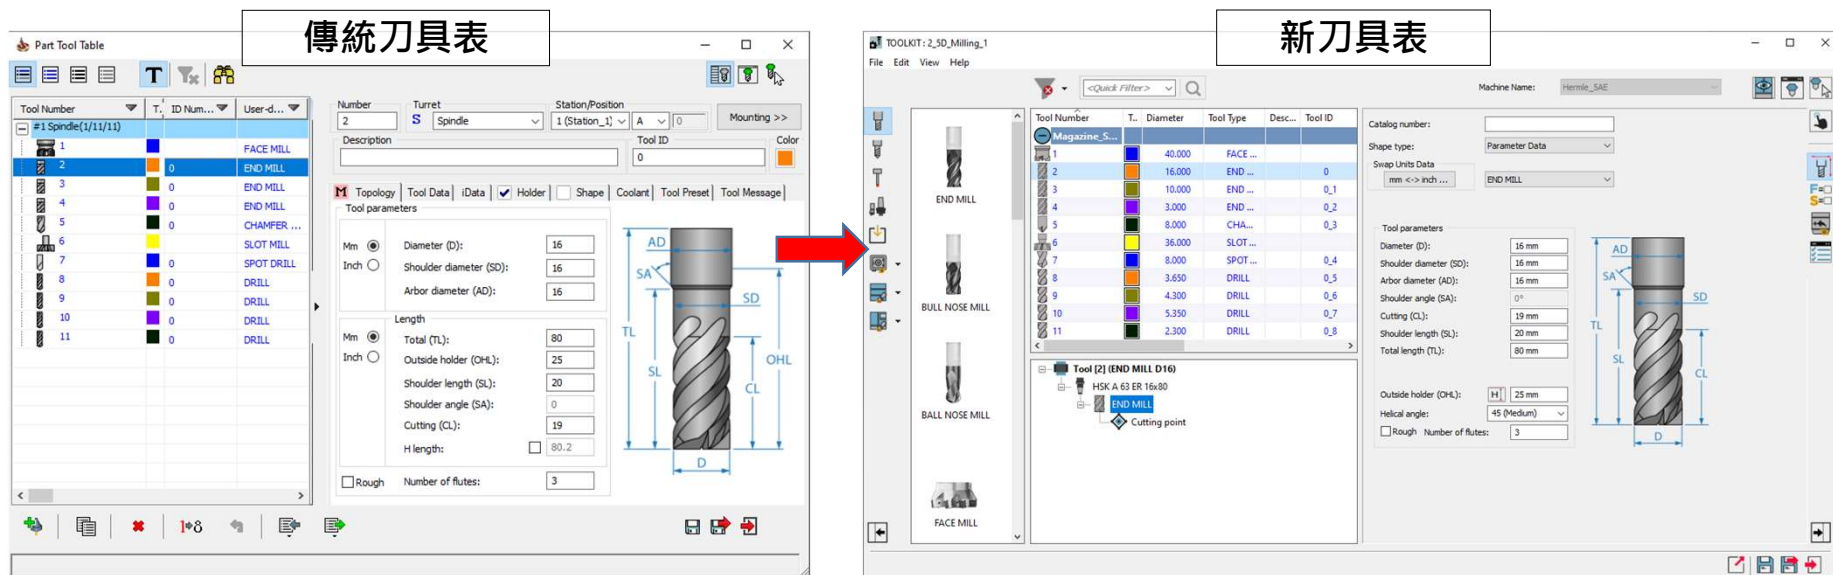 傳統刀具表
Part Tool Table
T
Tool Number T. ID Num... User-d...
#1 Spindle(1/11/11)
1 FACE MILL
2 0 END MILL
3 0 END MILL
4 0 END MILL
5 0 CHAMFER ...
6 SLOT MILL
7 0 SPOT DRILL
8 0 DRILL
9 0 DRILL
10 0 DRILL
11 0 DRILL
Number Turret Station/Position
2 S Spindle 1 (Station_1) A 0 Mounting >>
Description Tool ID Color
0
M Topology Tool Data iData Holder Shape Coolant Tool Preset Tool Message
Tool parameters
Mm Diameter (D): 16
Inch Shoulder diameter (SD): 16
Arbor diameter (AD): 16
Length
Mm Total (TL): 80
Inch Outside holder (OHL): 25
Shoulder length (SL): 20
Shoulder angle (SA): 0
Cutting (CL): 19
H length: 80.2
Rough Number of flutes: 3
AD
SA
SD
TL
OHL
SL
CL
D
新刀具表
TOOLKIT: 2_5D_Milling_1
File Edit View Help
<Quick Filter>
Machine Name: Hermle_5AE
END MILL
BULL NOSE MILL
BALL NOSE MILL
FACE MILL
Tool Number T.. Diameter Tool Type Desc... Tool ID
Magazine_S...
1 40.000 FACE ...
2 16.000 END ... 0
3 10.000 END ... 0_1
4 3.000 END ... 0_2
5 8.000 CHA... 0_3
6 36.000 SLOT ...
7 8.000 SPOT ... 0_4
8 3.650 DRILL 0_5
9 4.300 DRILL 0_6
10 5.350 DRILL 0_7
11 2.300 DRILL 0_8
Tool [2] (END MILL D16)
HSK A 63 ER 16x80
END MILL
Cutting point
Catalog number:
Shape type: Parameter Data
Swap Units Data
mm <-> inch ... END MILL
Tool parameters
Diameter (D): 16 mm
Shoulder diameter (SD): 16 mm
Arbor diameter (AD): 16 mm
Shoulder angle (SA): 0°
Cutting (CL): 19 mm
Shoulder length (SL): 20 mm
Total length (TL): 80 mm
Outside holder (OHL): H 25 mm
Helical angle: 45 (Medium)
Rough Number of flutes: 3
AD
SA
SD
TL
SL
CL
D
F=
S=